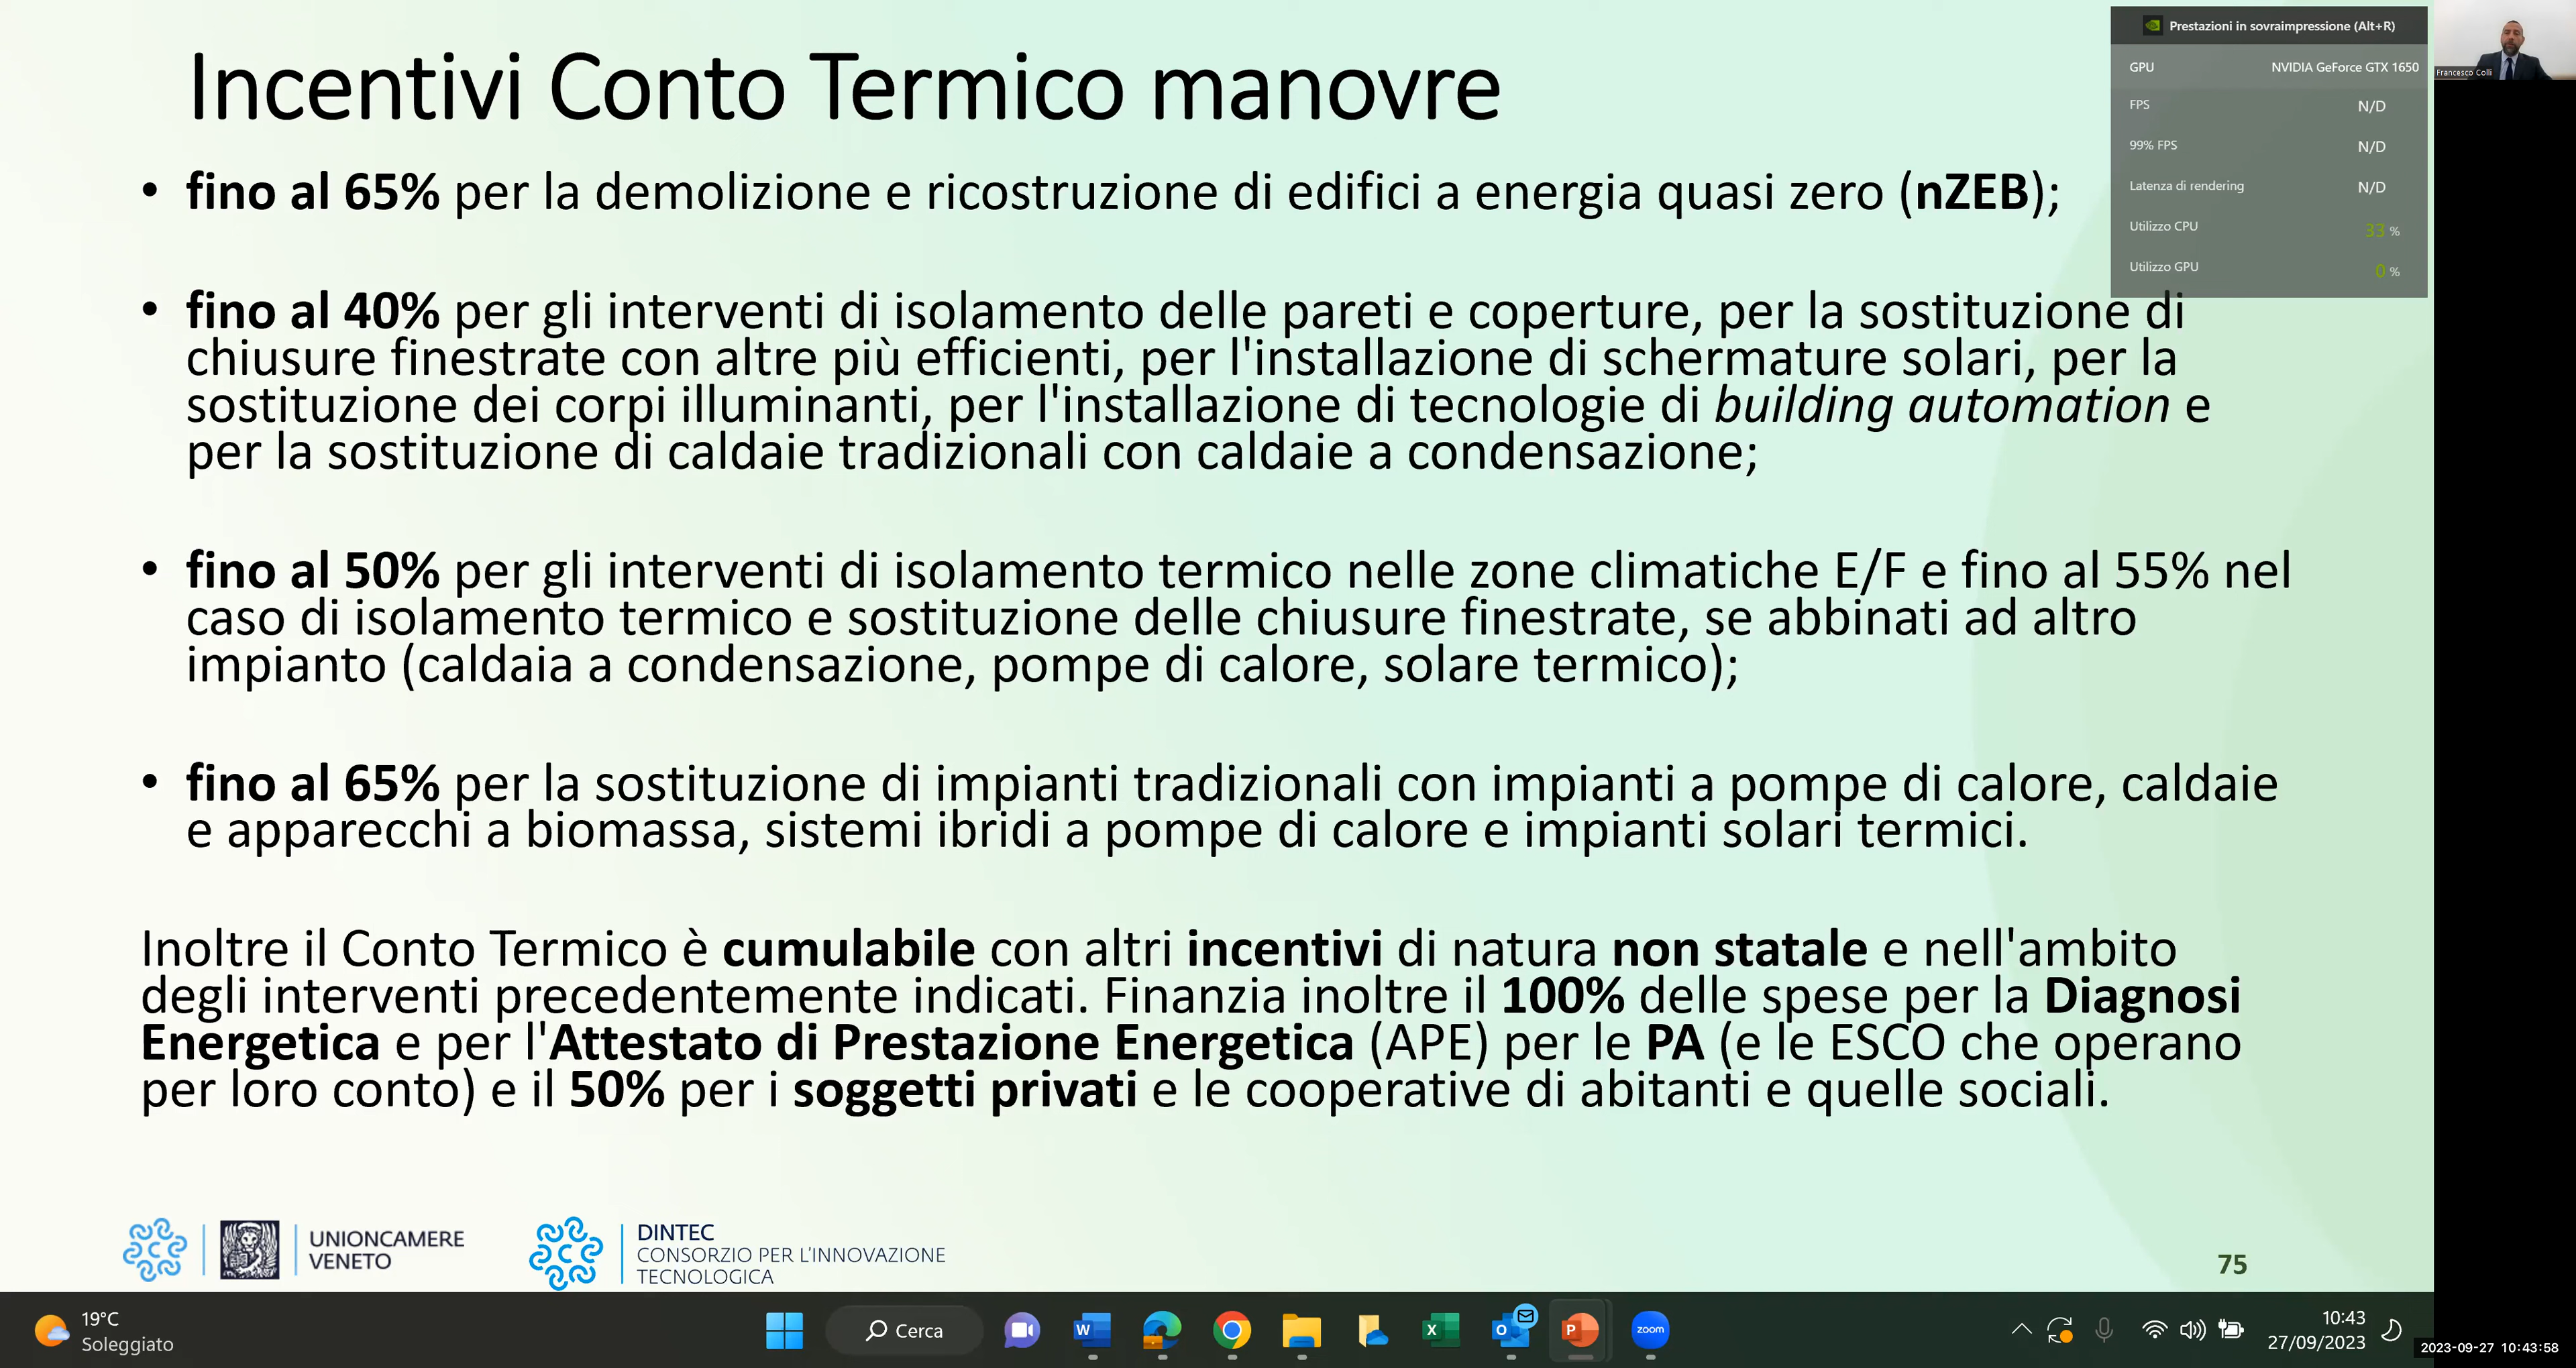 Incentivi Conto Termico manovre
• fino al 65% per la demolizione e ricostruzione di edifici a energia quasi zero (nZEB);
• fino al 40% per gli interventi di isolamento delle pareti e coperture, per la sostituzione di
chiusure finestrate con altre più efficienti, per l'installazione di schermature solari, per la
sostituzione dei corpi illuminanti, per l'installazione di tecnologie di building automation e
per la sostituzione di caldaie tradizionali con caldaie a condensazione;
• fino al 50% per gli interventi di isolamento termico nelle zone climatiche E/F e fino al 55% nel
caso di isolamento termico e sostituzione delle chiusure finestrate, se abbinati ad altro
impianto (caldaia a condensazione, pompe di calore, solare termico);
• fino al 65% per la sostituzione di impianti tradizionali con impianti a pompe di calore, caldaie
e apparecchi a biomassa, sistemi ibridi a pompe di calore e impianti solari termici.
Inoltre il Conto Termico è cumulabile con altri incentivi di natura non statale e nell'ambito
degli interventi precedentemente indicati. Finanzia inoltre il 100% delle spese per la Diagnosi
Energetica e per l'Attestato di Prestazione Energetica (APE) per le PA (e le ESCO che operano
per loro conto) e il 50% per i soggetti privati e le cooperative di abitanti e quelle sociali.
Prestazioni in sovraimpressione (Alt+R)
GPU NVIDIA GeForce GTX 1650
FPS N/D
99% FPS N/D
Latenza di rendering N/D
Utilizzo CPU 33 %
Utilizzo GPU 0 %
Francesco Colli
UNIONCAMERE
VENETO
DINTEC
CONSORZIO PER L'INNOVAZIONE
TECNOLOGICA
75
19°C
Soleggiato
Cerca
zoom
10:43
27/09/2023
2023-09-27 10:43:58